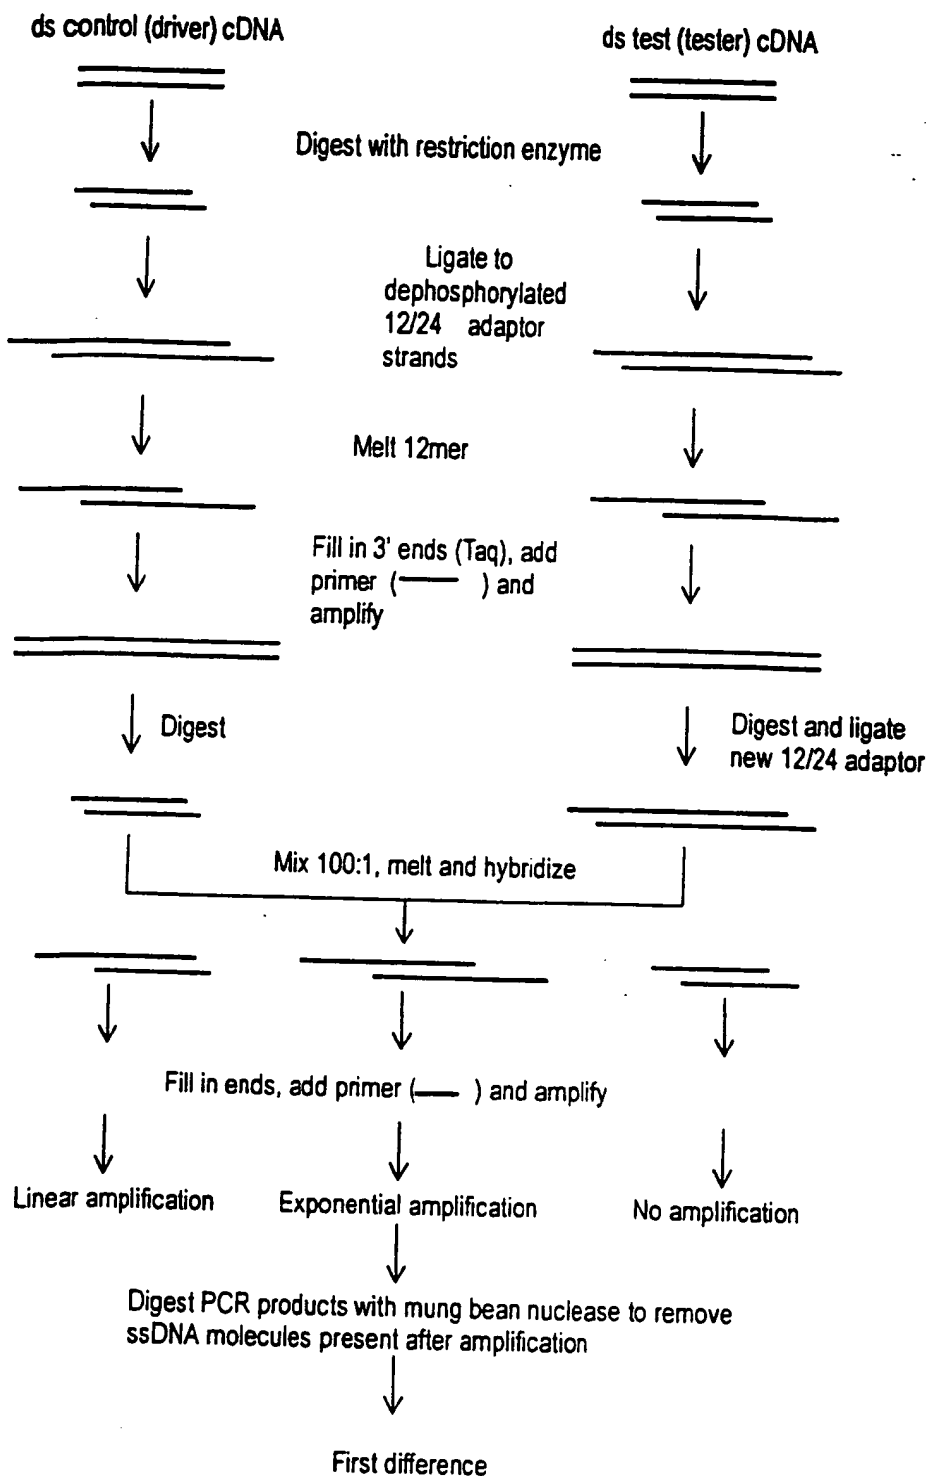 ds control (driver) cDNA
ds test (tester) cDNA
Digest with restriction enzyme
Ligate to
dephosphorylated
12/24 adaptor
strands
Melt 12mer
Fill in 3' ends (Taq), add
primer ( ) and
amplify
Digest
Digest and ligate
new 12/24 adaptor
Mix 100:1, melt and hybridize
Fill in ends, add primer ( ) and amplify
Linear amplification
Exponential amplification
No amplification
Digest PCR products with mung bean nuclease to remove
ssDNA molecules present after amplification
First difference